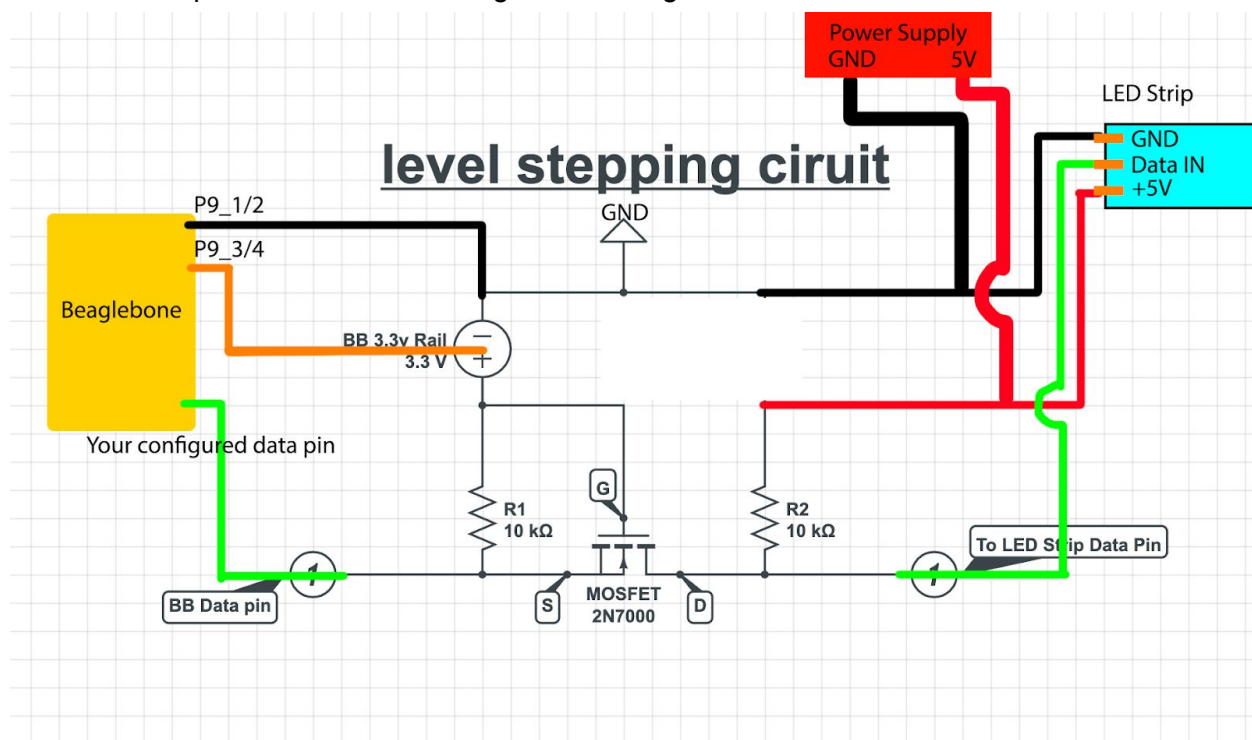 Power Supply
GND 5V
LED Strip
GND
Data IN
+5V
level stepping ciruit
GND
P9_1/2
P9_3/4
Beaglebone
BB 3.3v Rail
3.3 V
−
+
Your configured data pin
G
R1
10 kΩ
R2
10 kΩ
1
BB Data pin
S
MOSFET
2N7000
D
1
To LED Strip Data Pin